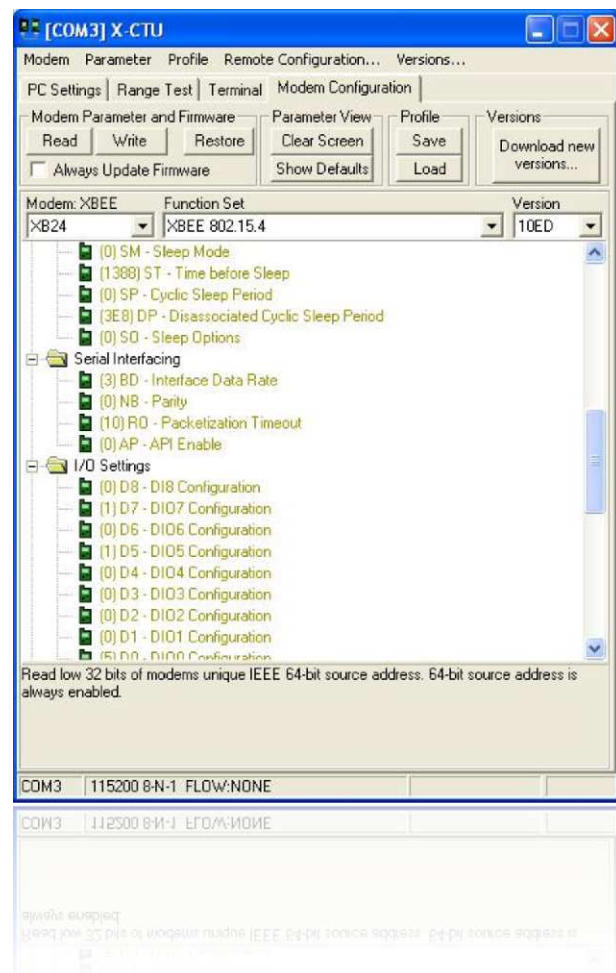 [COM3] X-CTU
Modem Parameter Profile Remote Configuration... Versions...
PC Settings Range Test Terminal Modem Configuration
Modem Parameter and Firmware Parameter View Profile Versions
Read Write Restore Clear Screen Save Download new versions...
Always Update Firmware Show Defaults Load
Modem: XBEE Function Set Version
XB24 XBEE 802.15.4 10ED
(0) SM - Sleep Mode
(1388) ST - Time before Sleep
(0) SP - Cyclic Sleep Period
(3E8) DP - Disassociated Cyclic Sleep Period
(0) SO - Sleep Options
Serial Interfacing
(3) BD - Interface Data Rate
(0) NB - Parity
(10) RO - Packetization Timeout
(0) AP - API Enable
I/O Settings
(0) D8 - DI8 Configuration
(1) D7 - DIO7 Configuration
(0) D6 - DIO6 Configuration
(1) D5 - DIO5 Configuration
(0) D4 - DIO4 Configuration
(0) D3 - DIO3 Configuration
(0) D2 - DIO2 Configuration
(0) D1 - DIO1 Configuration
(5) D0 - DIO0 Configuration
Read low 32 bits of modems unique IEEE 64-bit source address. 64-bit source address is
always enabled.
COM3 115200 8-N-1 FLOW:NONE